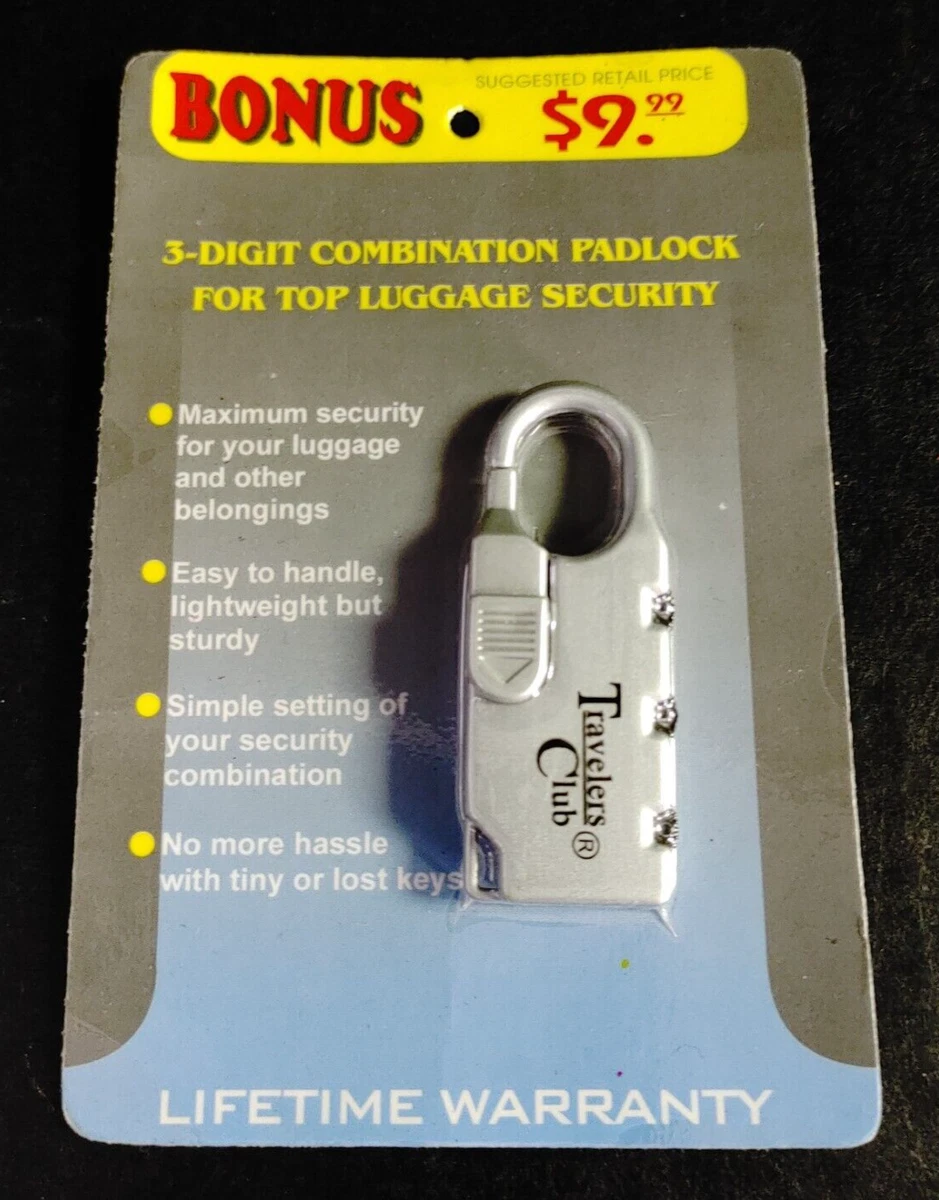 BONUS
SUGGESTED RETAIL PRICE
$9.99
3-DIGIT COMBINATION PADLOCK
FOR TOP LUGGAGE SECURITY
Maximum security
for your luggage
and other
belongings
Easy to handle,
lightweight but
sturdy
Simple setting of
your security
combination
No more hassle
with tiny or lost keys
Travelers
Club®
LIFETIME WARRANTY